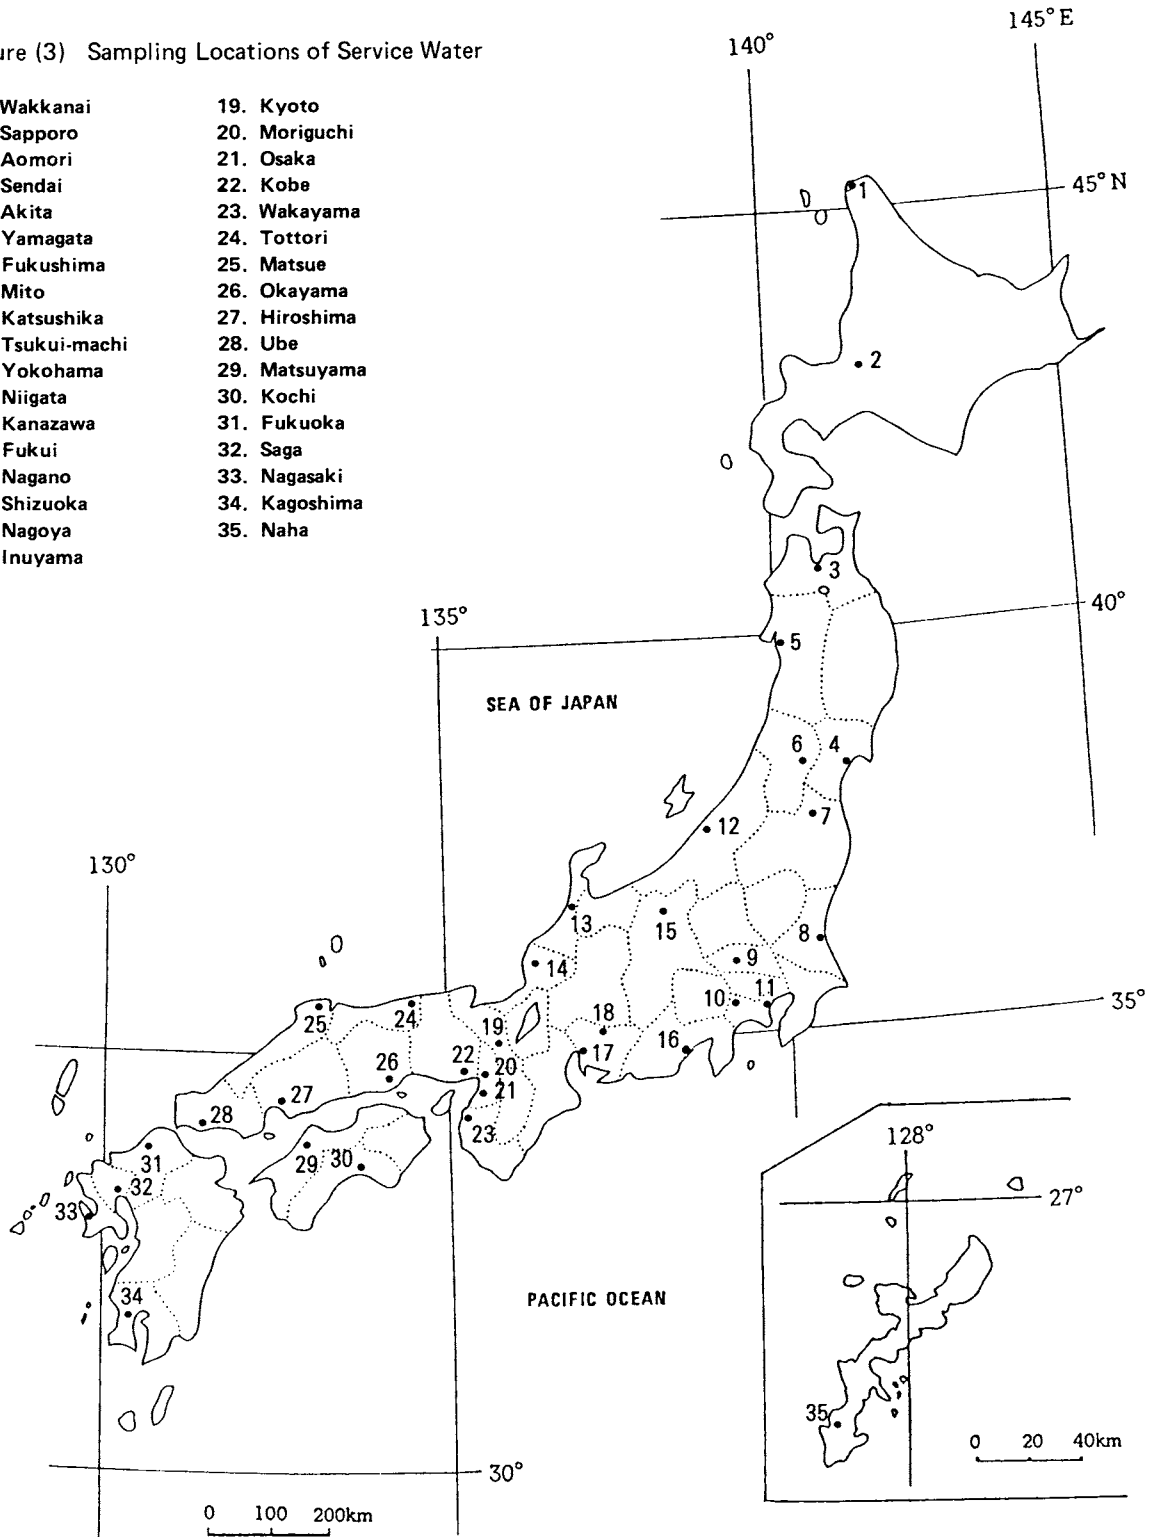 ure (3) Sampling Locations of Service Water
Wakkanai
Sapporo
Aomori
Sendai
Akita
Yamagata
Fukushima
Mito
Katsushika
Tsukui-machi
Yokohama
Niigata
Kanazawa
Fukui
Nagano
Shizuoka
Nagoya
Inuyama
19. Kyoto
20. Moriguchi
21. Osaka
22. Kobe
23. Wakayama
24. Tottori
25. Matsue
26. Okayama
27. Hiroshima
28. Ube
29. Matsuyama
30. Kochi
31. Fukuoka
32. Saga
33. Nagasaki
34. Kagoshima
35. Naha
145° E
140°
45° N
1
2
3
40°
135°
5
SEA OF JAPAN
6 4
7
12
130°
13
15
8
14
9
10 11
35°
25
24
19
18
16
17
22
20
26
21
27
28
23
29 30
31
32
33
34
128°
27°
PACIFIC OCEAN
35
0 20 40km
30°
0 100 200km